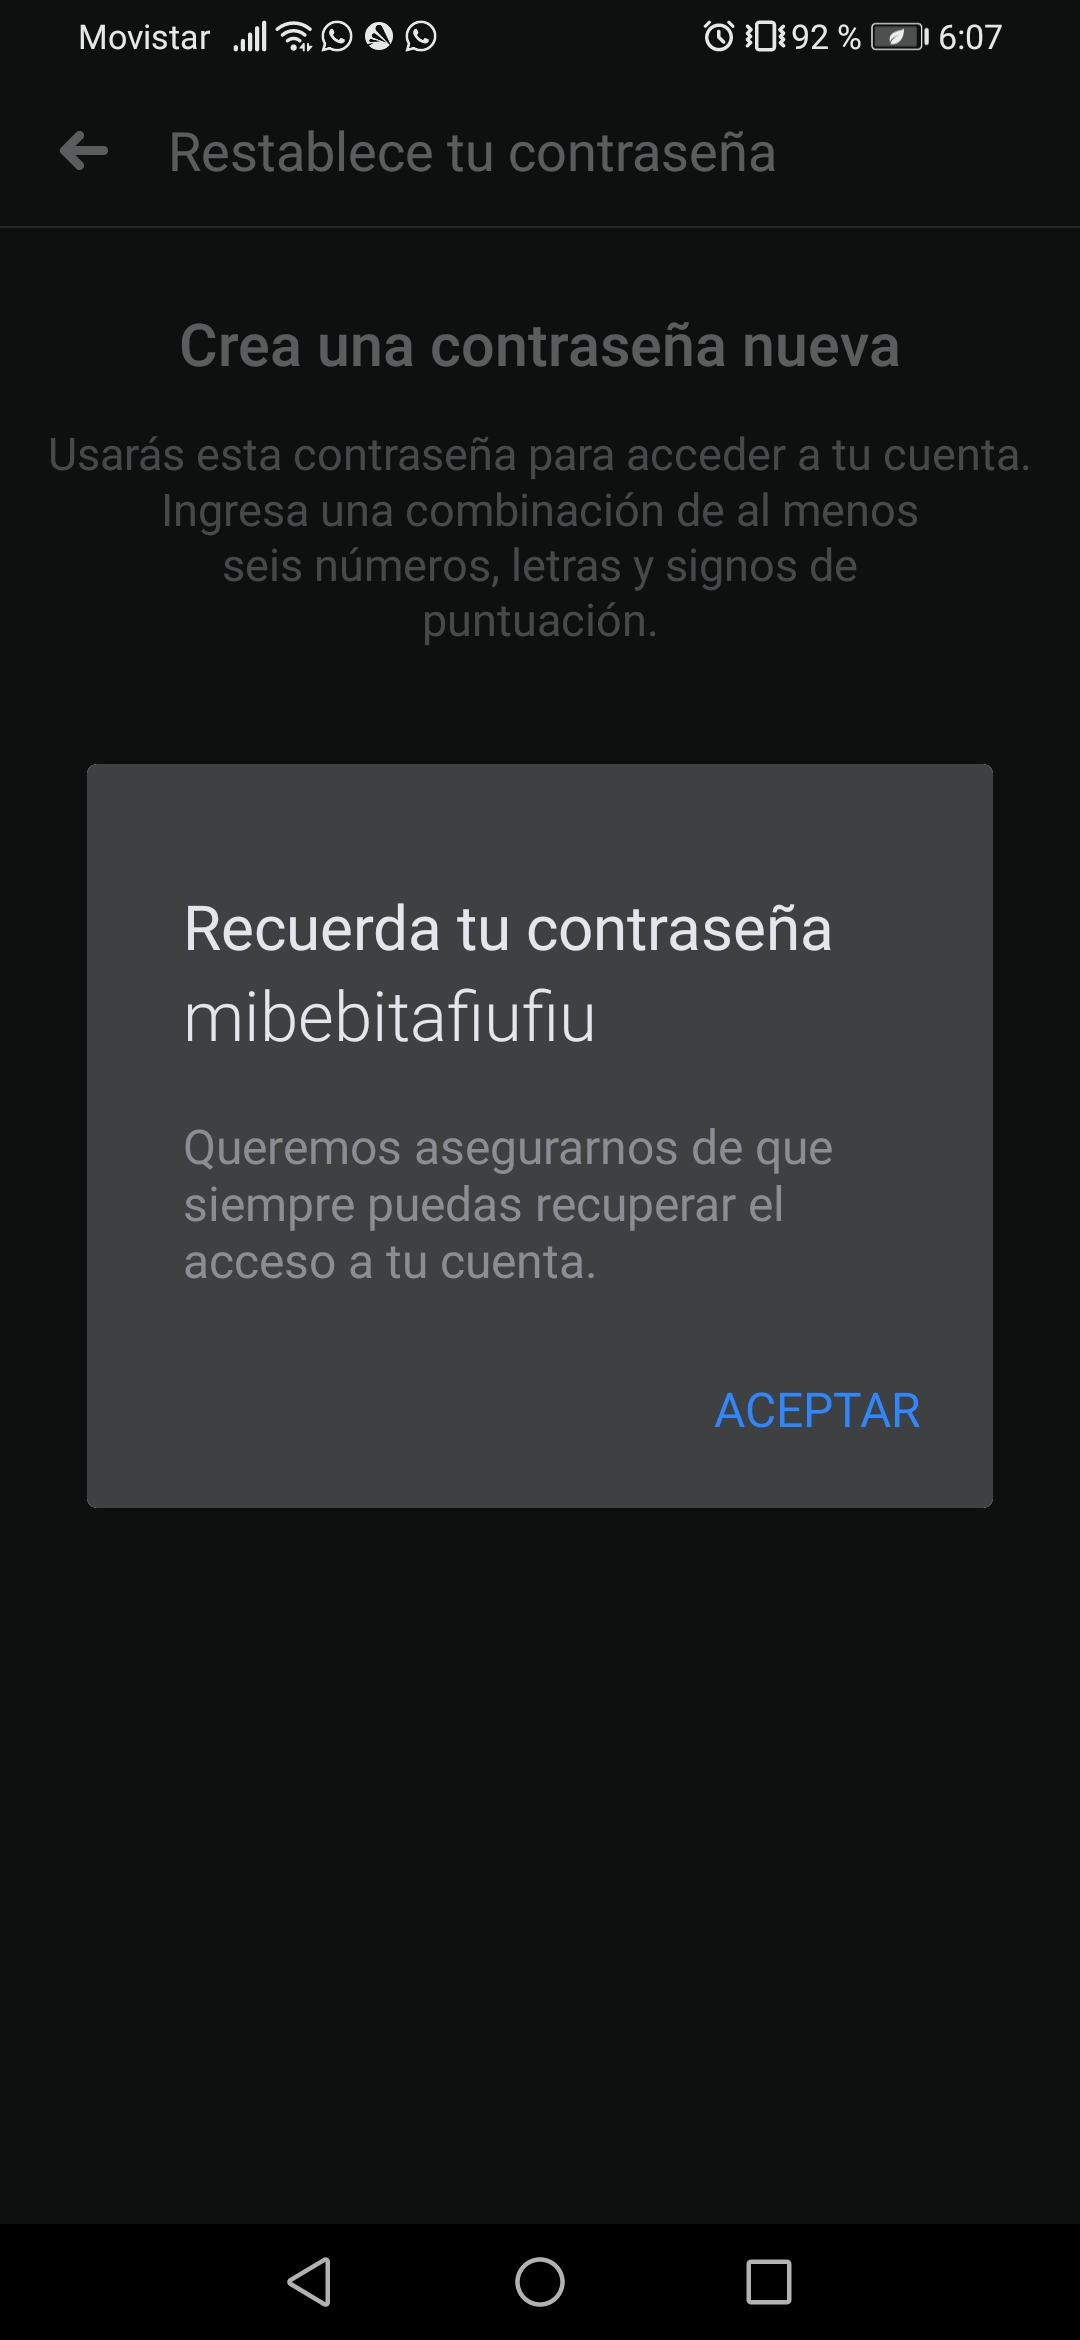 Movistar 92 % 6:07
Restablece tu contraseña
Crea una contraseña nueva
Usarás esta contraseña para acceder a tu cuenta.
Ingresa una combinación de al menos
seis números, letras y signos de
puntuación.
Recuerda tu contraseña
mibebitafiufiu
Queremos asegurarnos de que
siempre puedas recuperar el
acceso a tu cuenta.
ACEPTAR